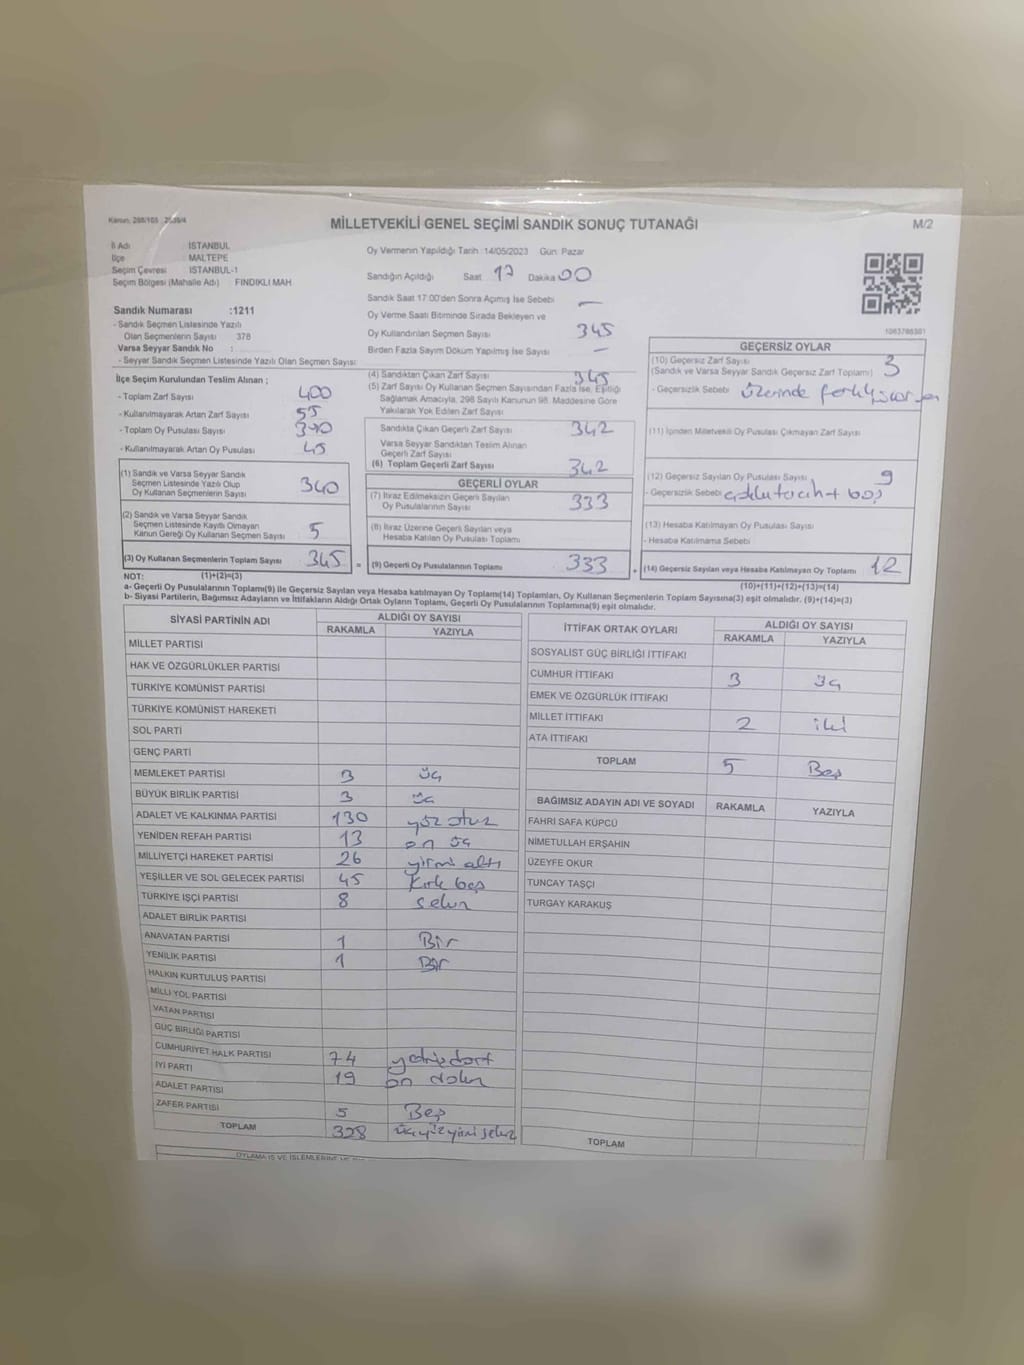 Kanun: 298/105
MİLLETVEKİLİ GENEL SEÇİMİ SANDIK SONUÇ TUTANAĞI
M/2
İl Adı : İSTANBUL
İlçe : MALTEPE
Seçim Çevresi : İSTANBUL-1
Seçim Bölgesi (Mahalle Adı) : FINDIKLI MAH
Oy Vermenin Yapıldığı Tarih 14/05/2023 Gün: Pazar
Sandığın Açıldığı Saat 17 Dakika 00
Sandık Saat 17:00'den Sonra Açılmış İse Sebebi —
Oy Verme Saati Bitiminde Sırada Bekleyen ve
Oy Kullandırılan Seçmen Sayısı 345
Birden Fazla Sayım Döküm Yapılmış İse Sayısı —
Sandık Numarası :1211
- Sandık Seçmen Listesinde Yazılı
Olan Seçmenlerin Sayısı : 378
Varsa Seyyar Sandık No :
- Seyyar Sandık Seçmen Listesinde Yazılı Olan Seçmen Sayısı:
İlçe Seçim Kurulundan Teslim Alınan ;
- Toplam Zarf Sayısı 400
- Kullanılmayarak Artan Zarf Sayısı 55
- Toplam Oy Pusulası Sayısı 390
- Kullanılmayarak Artan Oy Pusulası 45
(1) Sandık ve Varsa Seyyar Sandık
Seçmen Listesinde Yazılı Olup
Oy Kullanan Seçmenlerin Sayısı 340
(2) Sandık ve Varsa Seyyar Sandık
Seçmen Listesinde Kayıtlı Olmayan
Kanun Gereği Oy Kullanan Seçmen Sayısı 5
(3) Oy Kullanan Seçmenlerin Toplam Sayısı 345 =
(4) Sandıktan Çıkan Zarf Sayısı 345
(5) Zarf Sayısı Oy Kullanan Seçmen Sayısından Fazla İse, Eşitliği
Sağlamak Amacıyla, 298 Sayılı Kanunun 98. Maddesine Göre
Yakılarak Yok Edilen Zarf Sayısı
Sandıkta Çıkan Geçerli Zarf Sayısı 342
Varsa Seyyar Sandıktan Teslim Alınan
Geçerli Zarf Sayısı
(6) Toplam Geçerli Zarf Sayısı 342
GEÇERLİ OYLAR
(7) İtiraz Edilmeksizin Geçerli Sayılan
Oy Pusulalarının Sayısı 333
(8) İtiraz Üzerine Geçerli Sayılan veya
Hesaba Katılan Oy Pusulası Toplamı
(9) Geçerli Oy Pusulalarının Toplamı 333 +
GEÇERSİZ OYLAR
(10) Geçersiz Zarf Sayısı 3
(Sandık ve Varsa Seyyar Sandık Geçersiz Zarf Toplamı)
- Geçersizlik Sebebi Üzerinde
(11) İçinden Milletvekili Oy Pusulası Çıkmayan Zarf Sayısı
(12) Geçersiz Sayılan Oy Pusulası Sayısı 9
- Geçersizlik Sebebi + boş
(13) Hesaba Katılmayan Oy Pusulası Sayısı
- Hesaba Katılmama Sebebi
(14) Geçersiz Sayılan veya Hesaba Katılmayan Oy Toplamı 12
NOT: (1)+(2)=(3)
(10)+(11)+(12)+(13)=(14)
a- Geçerli Oy Pusulalarının Toplamı(9) ile Geçersiz Sayılan veya Hesaba katılmayan Oy Toplamı(14) Toplamları, Oy Kullanan Seçmenlerin Toplam Sayısına(3) eşit olmalıdır. (9)+(14)=(3)
b- Siyasi Partilerin, Bağımsız Adayların ve İttifakların Aldığı Ortak Oyların Toplamı, Geçerli Oy Pusulalarının Toplamına(9) eşit olmalıdır.
SİYASİ PARTİNİN ADI ALDIĞI OY SAYISI
RAKAMLA YAZIYLA
MİLLET PARTİSİ
HAK VE ÖZGÜRLÜKLER PARTİSİ
TÜRKİYE KOMÜNİST PARTİSİ
TÜRKİYE KOMÜNİST HAREKETİ
SOL PARTİ
GENÇ PARTİ
MEMLEKET PARTİSİ 3 üç
BÜYÜK BİRLİK PARTİSİ 3 üç
ADALET VE KALKINMA PARTİSİ 130 yüz otuz
YENİDEN REFAH PARTİSİ 13 on üç
MİLLİYETÇİ HAREKET PARTİSİ 26 yirmi altı
YEŞİLLER VE SOL GELECEK PARTİSİ 45 kırk beş
TÜRKİYE İŞÇİ PARTİSİ 8 sekiz
ADALET BİRLİK PARTİSİ
ANAVATAN PARTİSİ 1 Bir
YENİLİK PARTİSİ 1 Bir
HALKIN KURTULUŞ PARTİSİ
MİLLİ YOL PARTİSİ
VATAN PARTİSİ
GÜÇ BİRLİĞİ PARTİSİ
CUMHURİYET HALK PARTİSİ 74 yetmişdört
İYİ PARTİ 19 on dokuz
ADALET PARTİSİ
ZAFER PARTİSİ 5 Beş
TOPLAM 328 üçyüzyirmi sekiz
İTTİFAK ORTAK OYLARI ALDIĞI OY SAYISI
RAKAMLA YAZIYLA
SOSYALİST GÜÇ BİRLİĞİ İTTİFAKI
CUMHUR İTTİFAKI 3 üç
EMEK VE ÖZGÜRLÜK İTTİFAKI
MİLLET İTTİFAKI 2 iki
ATA İTTİFAKI
TOPLAM 5 Beş
BAĞIMSIZ ADAYIN ADI VE SOYADI RAKAMLA YAZIYLA
FAHRİ SAFA KÜPCÜ
NİMETULLAH ERŞAHİN
ÜZEYFE OKUR
TUNCAY TAŞÇI
TURGAY KARAKUŞ
TOPLAM